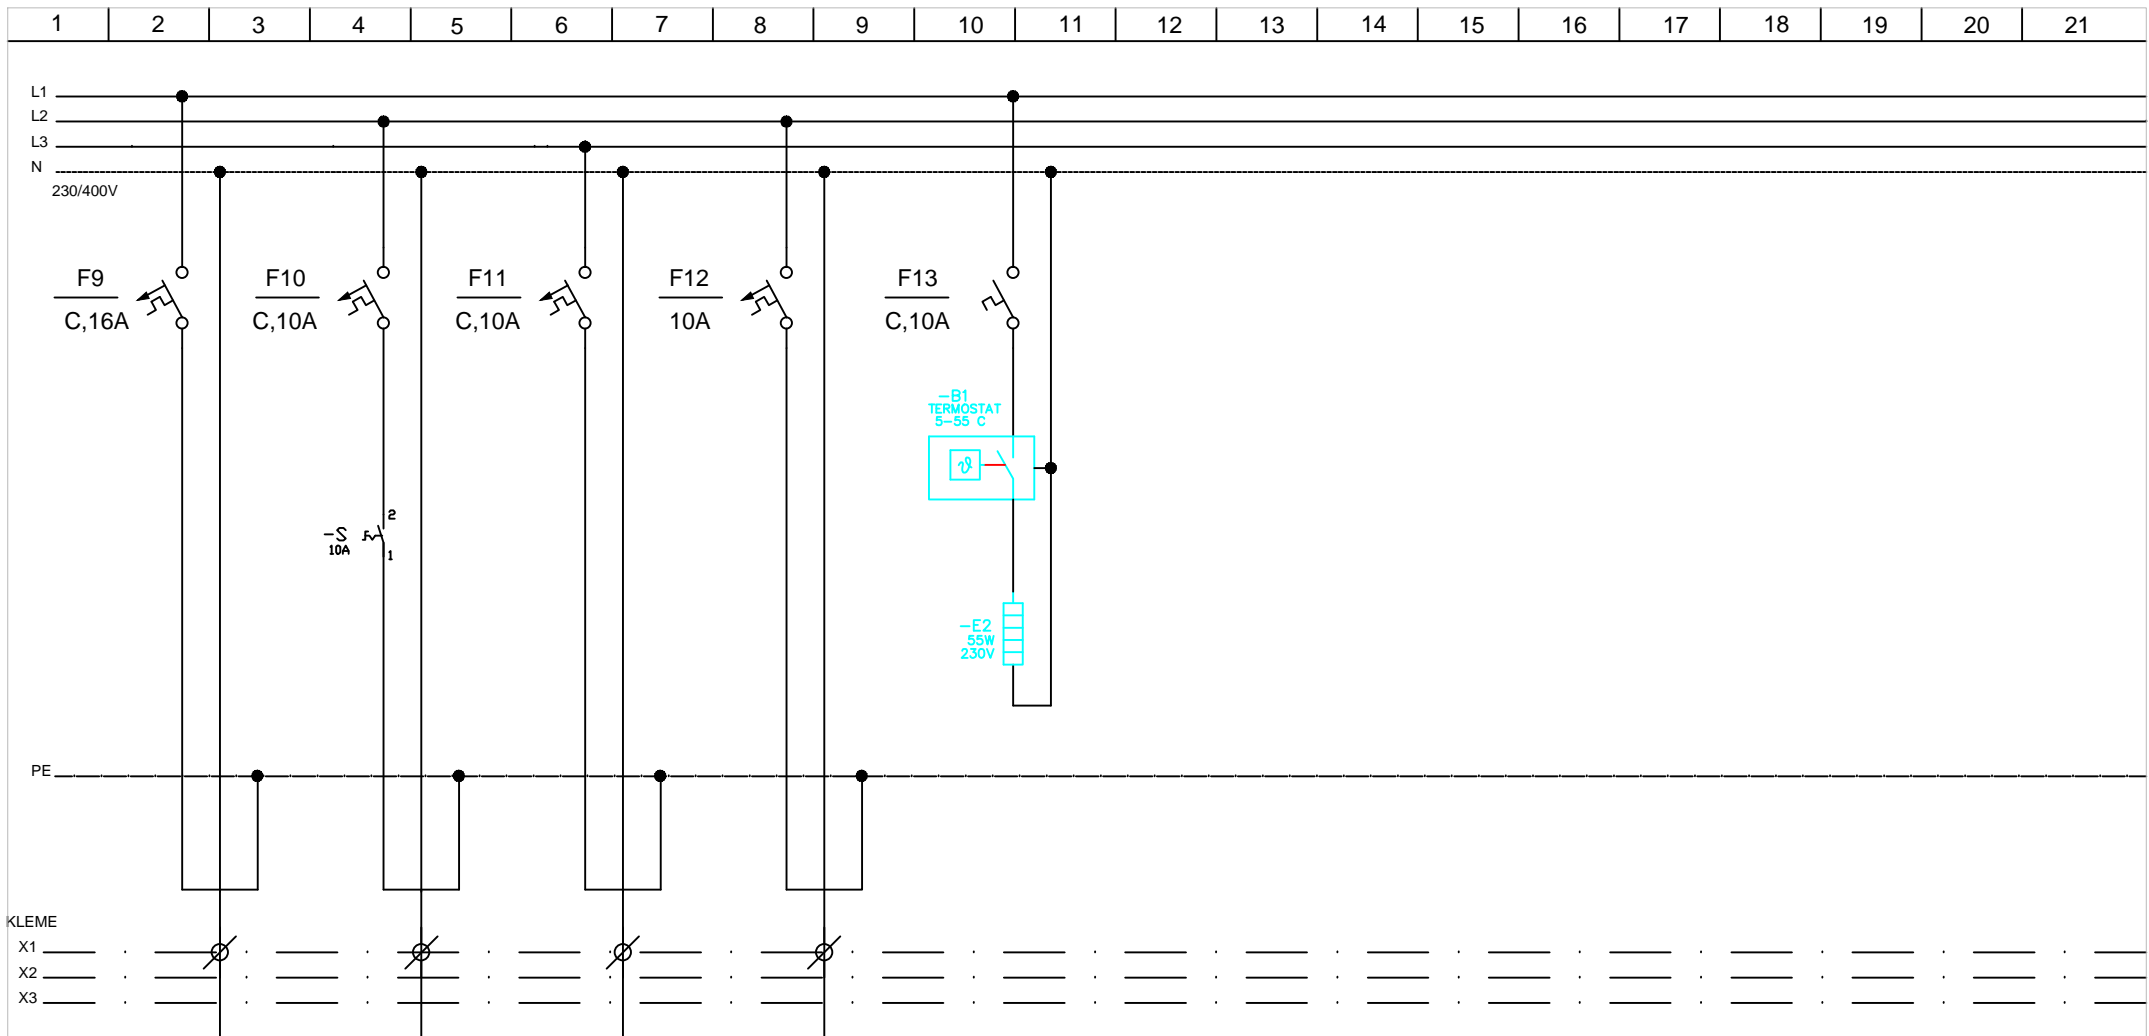 1 2 3 4 5 6 7 8 9 10 11 12 13 14 15 16 17 18 19 20 21
L1
L2
L3
N
230/400V
F9 F10 F11 F12 F13
C,16A C,10A C,10A 10A C,10A
-B1
TERMOSTAT
5-55 C
ϑ
2
-S
10A
1
-E2
55W
230V
PE
KLEME
X1
X2
X3